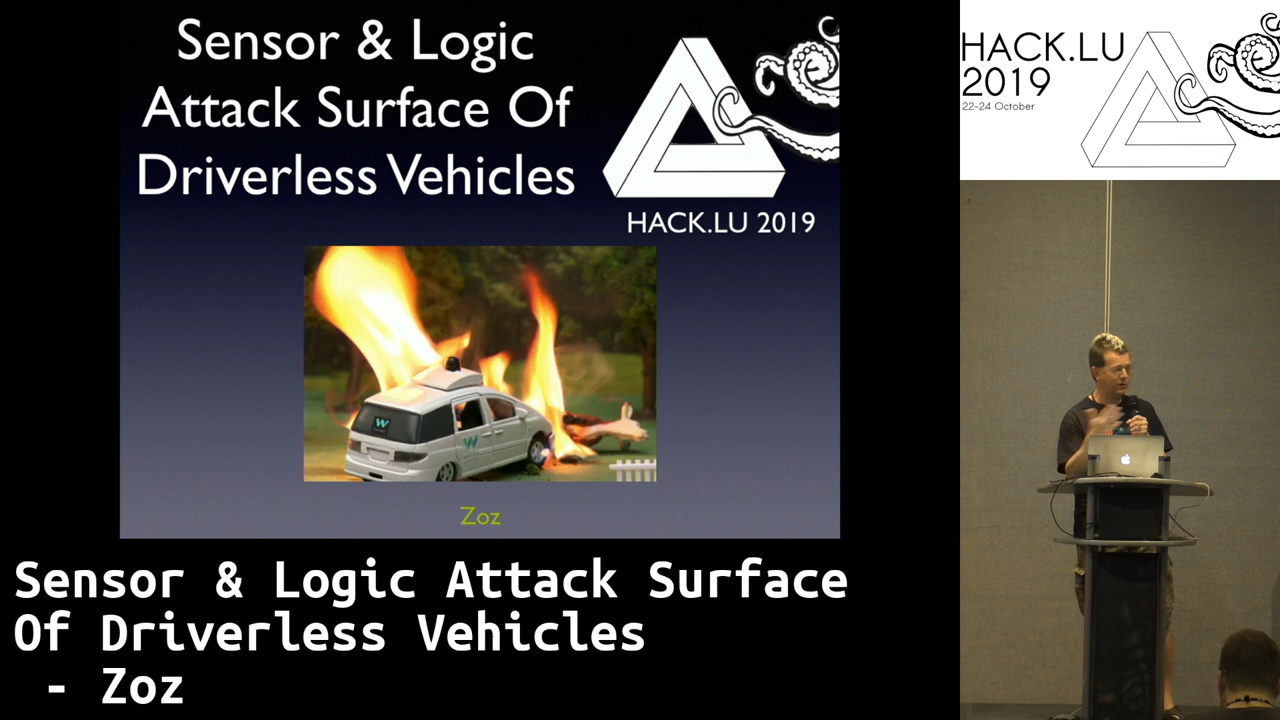 Sensor & Logic
Attack Surface Of
Driverless Vehicles
HACK.LU 2019
W
W
Zoz
Sensor & Logic Attack Surface
Of Driverless Vehicles
- Zoz
HACK.LU
2019
22-24 October